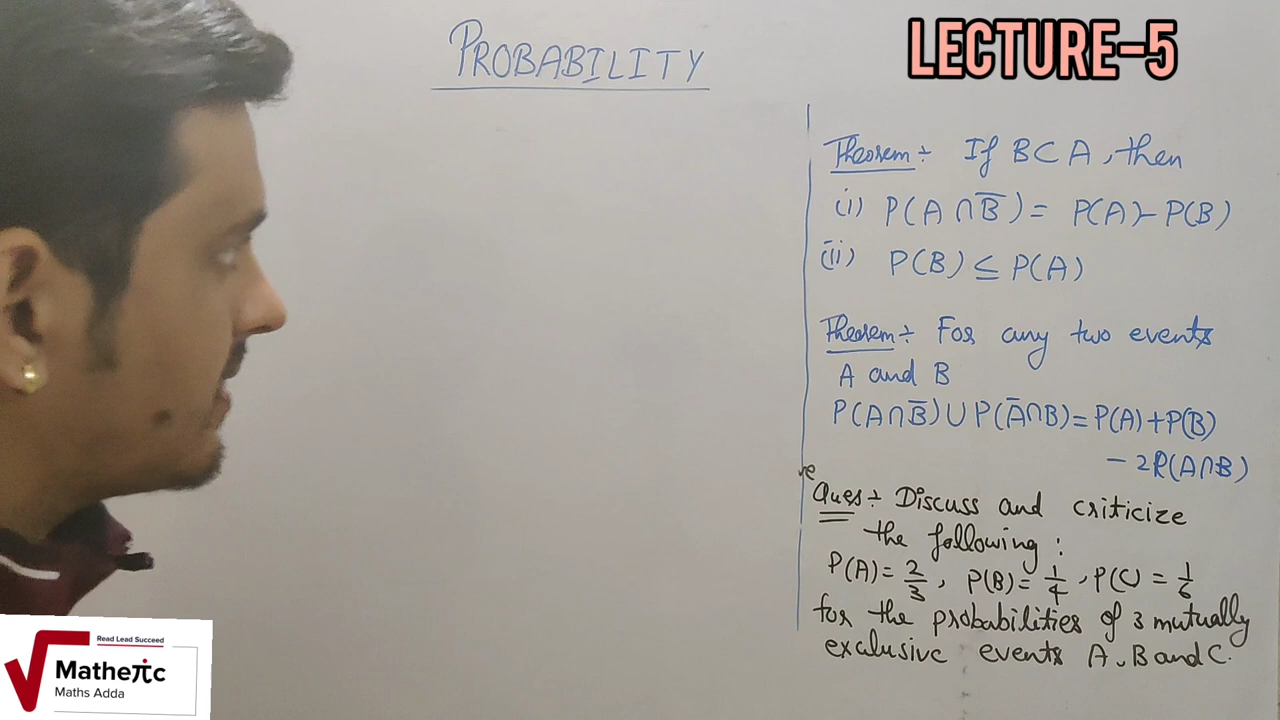 PROBABILITY
LECTURE-5
Theorem÷ If B⊂A, then
(i) P(A∩B̅) = P(A)-P(B)
(ii) P(B) ≤ P(A)
Theorem÷ For any two events
A and B
P(A∩B̅)∪P(A̅∩B)=P(A)+P(B)
-2P(A∩B)
ve
Ques÷ Discuss and criticize
the following:
P(A)=2/3, P(B)=1/4, P(C)=1/6
for the probabilities of 3 mutually
exclusive events A, B and C.
Read Lead Succeed
Matheπc
Maths Adda